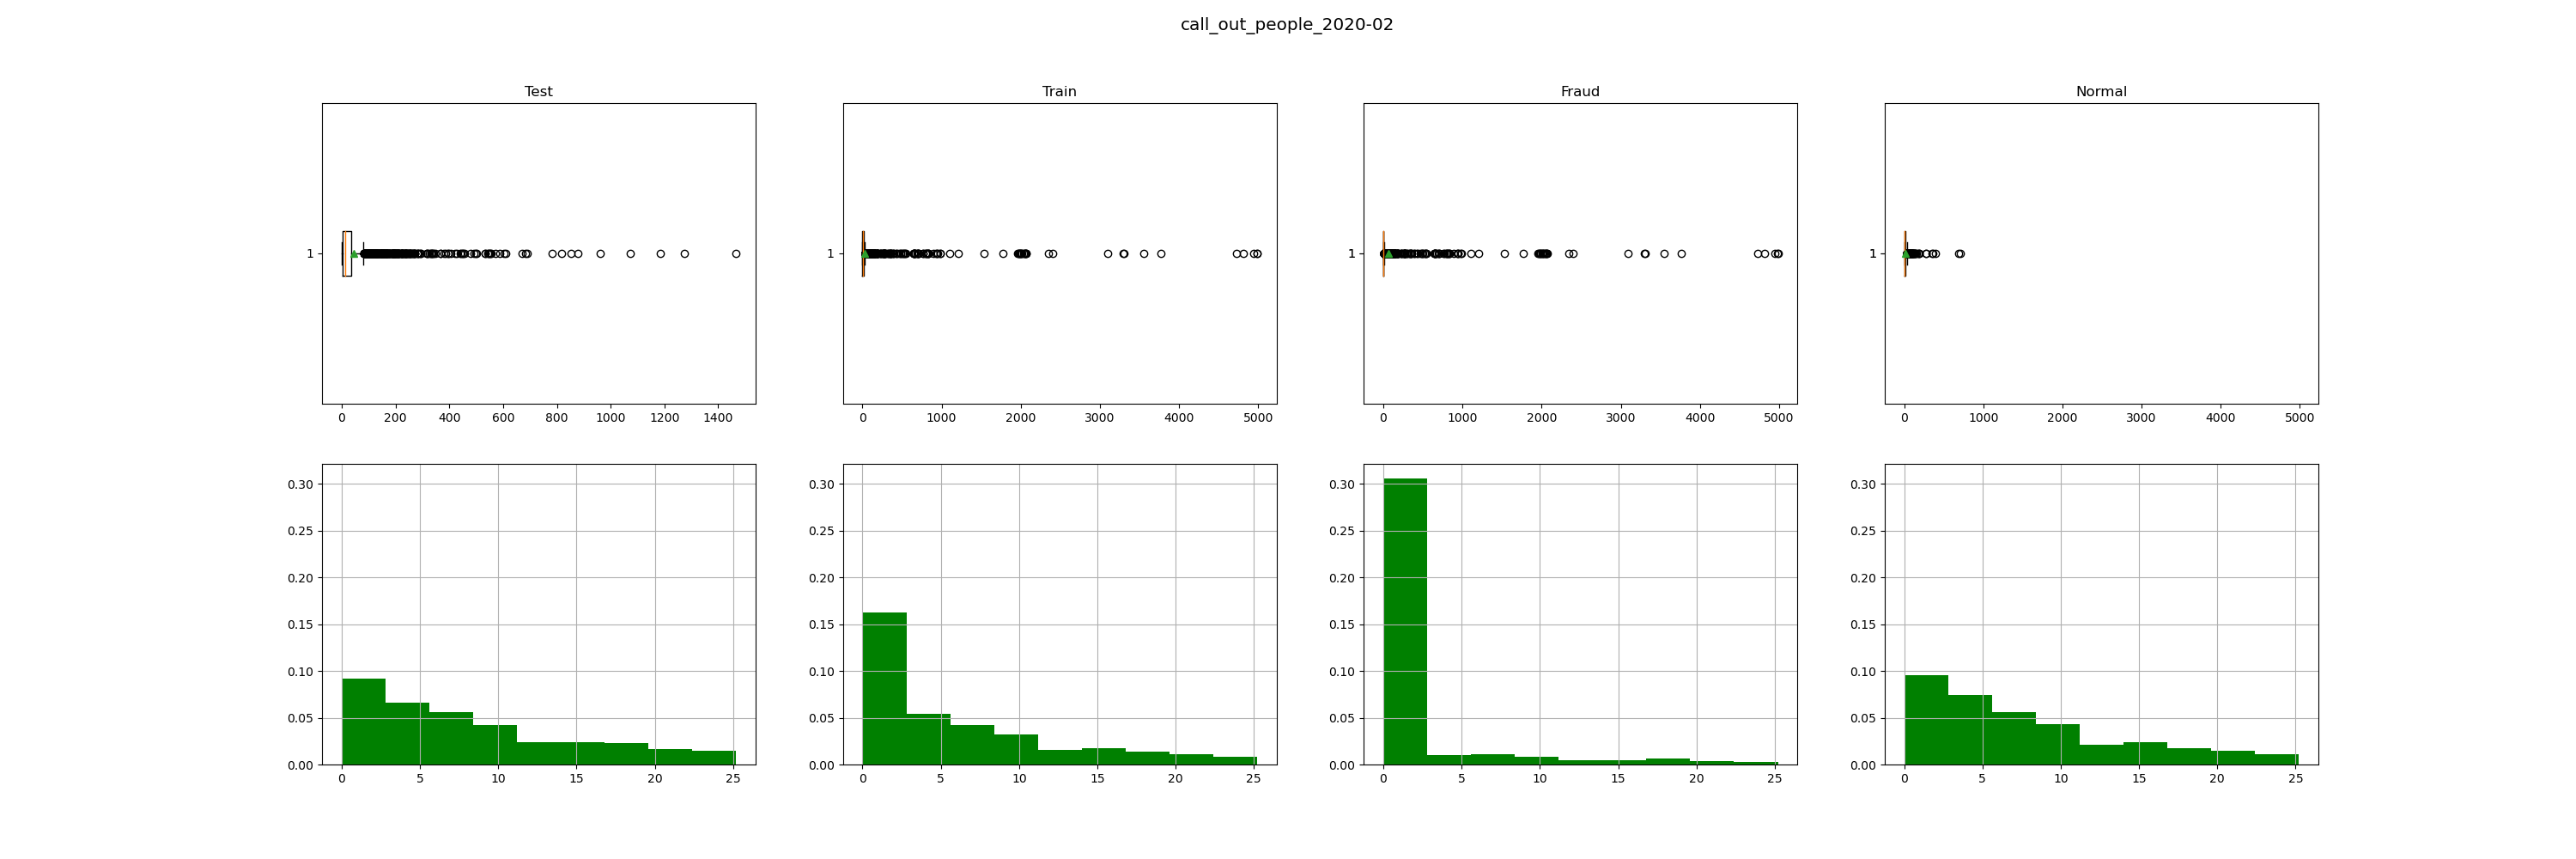 call_out_people_2020-02
Test
Train
Fraud
Normal
1
1
1
1
0 200 400 600 800 1000 1200 1400
0 1000 2000 3000 4000 5000
0 1000 2000 3000 4000 5000
0 1000 2000 3000 4000 5000
0.30 0.30 0.30 0.30
0.25 0.25 0.25 0.25
0.20 0.20 0.20 0.20
0.15 0.15 0.15 0.15
0.10 0.10 0.10 0.10
0.05 0.05 0.05 0.05
0.00 0.00 0.00 0.00
0 5 10 15 20 25
0 5 10 15 20 25
0 5 10 15 20 25
0 5 10 15 20 25